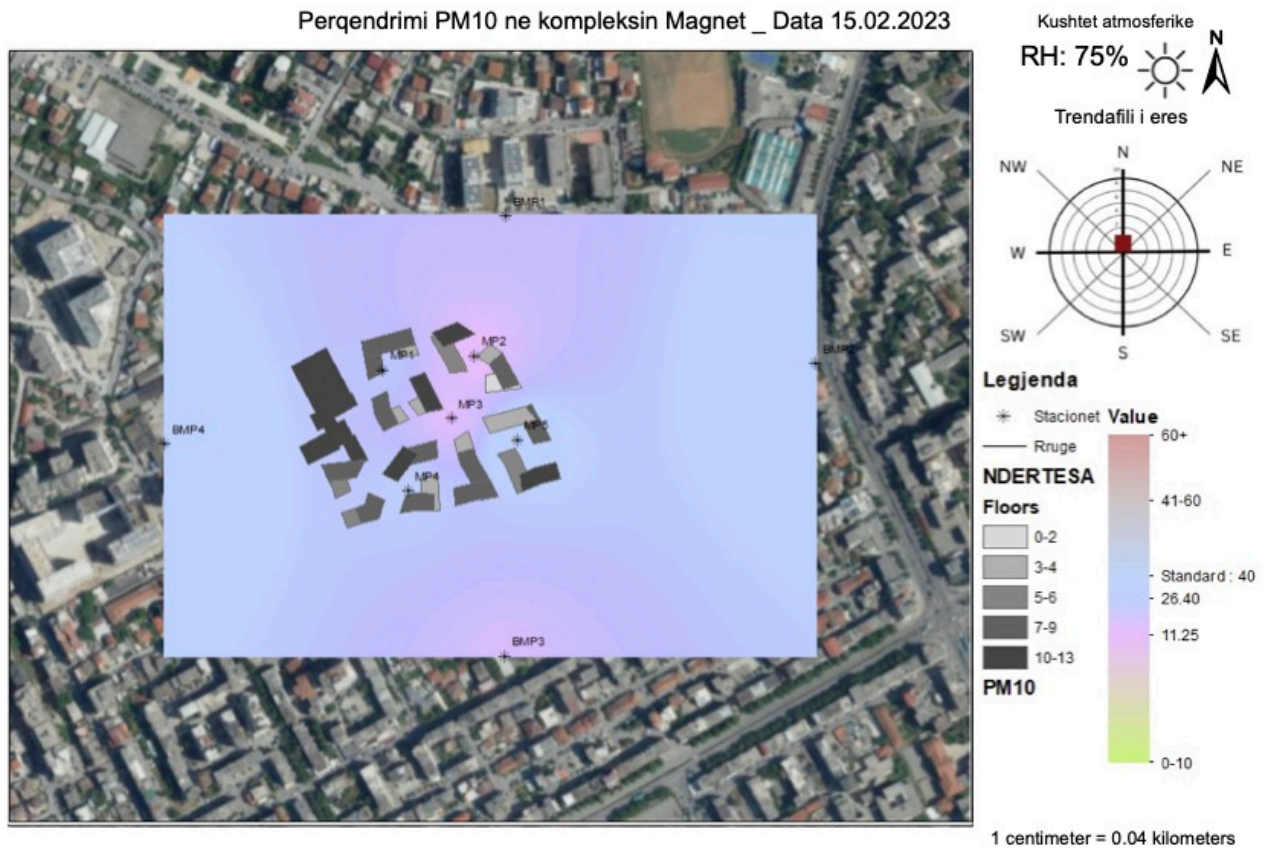 Perqendrimi PM10 ne kompleksin Magnet _ Data 15.02.2023
Kushtet atmosferike
RH: 75%
N
Trendafili i eres
N
NW
NE
W
E
SW
SE
S
BMR1
MP2
MP1
BMP2
MP3
BMP4
MP5
MP4
BMP3
Legjenda
Stacionet
Rruge
NDERTESA
Floors
0-2
3-4
5-6
7-9
10-13
PM10
Value
60+
41-60
Standard : 40
26.40
11.25
0-10
1 centimeter = 0.04 kilometers